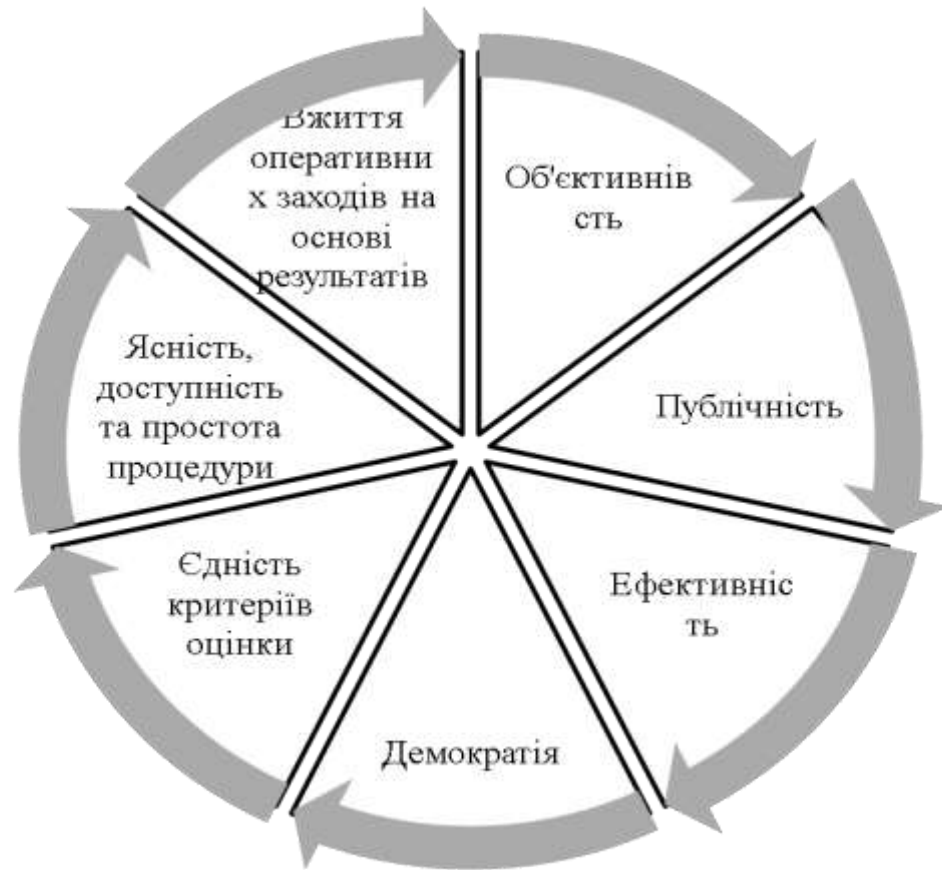 Об'єктивнів
сть
Публічність
Ефективніс
ть
Демократія
Єдність
критеріїв
оцінки
Ясність,
доступність
та простота
процедури
Вжиття
оперативни
х заходів на
основі
результатів